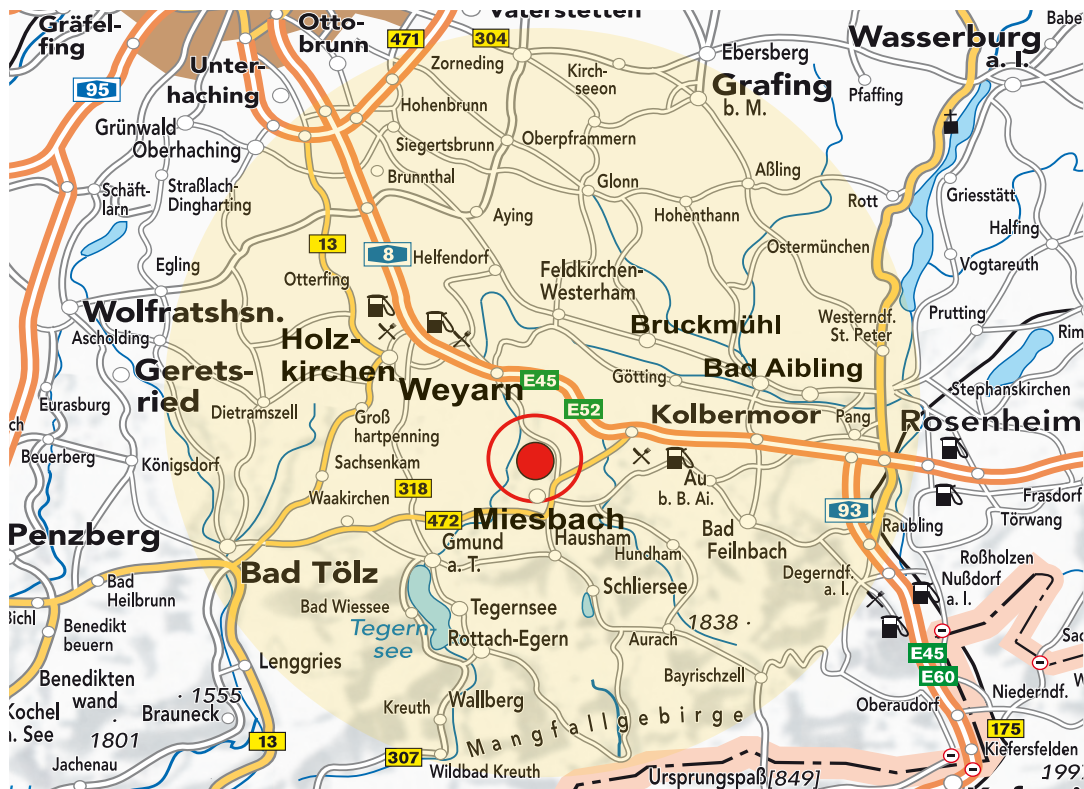 Gräfel-
fing
Otto-
brunn
Vaterstetten
471
304
Zorneding
Kirch-
seeon
Ebersberg
Wasserburg
a. I.
Babe
Unter-
haching
95
Grafing
b. M.
Pfaffing
Hohenbrunn
Grünwald
Oberhaching
Siegertsbrunn
Oberpframmern
Brunnthal
Glonn
Aßling
Schäft-
larn
Straßlach-
Dingharting
Rott
Griesstätt
Aying
Hohenthann
Halfing
13
8
Helfendorf
Ostermünchen
Egling
Otterfing
Feldkirchen-
Westerham
Vogtareuth
Wolfratshsn.
Ascholding
Holz-
kirchen
Bruckmühl
Westerndf.
St. Peter
Prutting
Rim
Gerets-
ried
Weyarn
E45
Götting
Bad Aibling
Stephanskirchen
Eurasburg
Dietramszell
Groß
hartpenning
E52
Kolbermoor
Pang
Rosenheim
ch
Beuerberg
Königsdorf
Sachsenkam
Waakirchen
318
Au
b. B. Ai.
Frasdorf
Törwang
93
Penzberg
472
Miesbach
Gmund
a. T.
Hausham
Hundham
Bad
Feilnbach
Raubling
Roßholzen
Nußdorf
a. I.
Degerndf.
a. I.
Bad Tölz
Bad
Heilbrunn
Bichl
Bad Wiessee
Tegernsee
Schliersee
Benedikt
beuern
Tegern-
see
Rottach-Egern
Aurach
1838
Sac
E45
E60
Lenggries
Benedikten
wand
Bayrischzell
Niederndf.
W
Kochel
a. See
1555
Brauneck
Kreuth
Wallberg
Oberaudorf
1801
13
Mangfallgebirge
175
Kiefersfelden
307
Jachenau
Wildbad Kreuth
Ursprungpaß[849]
199